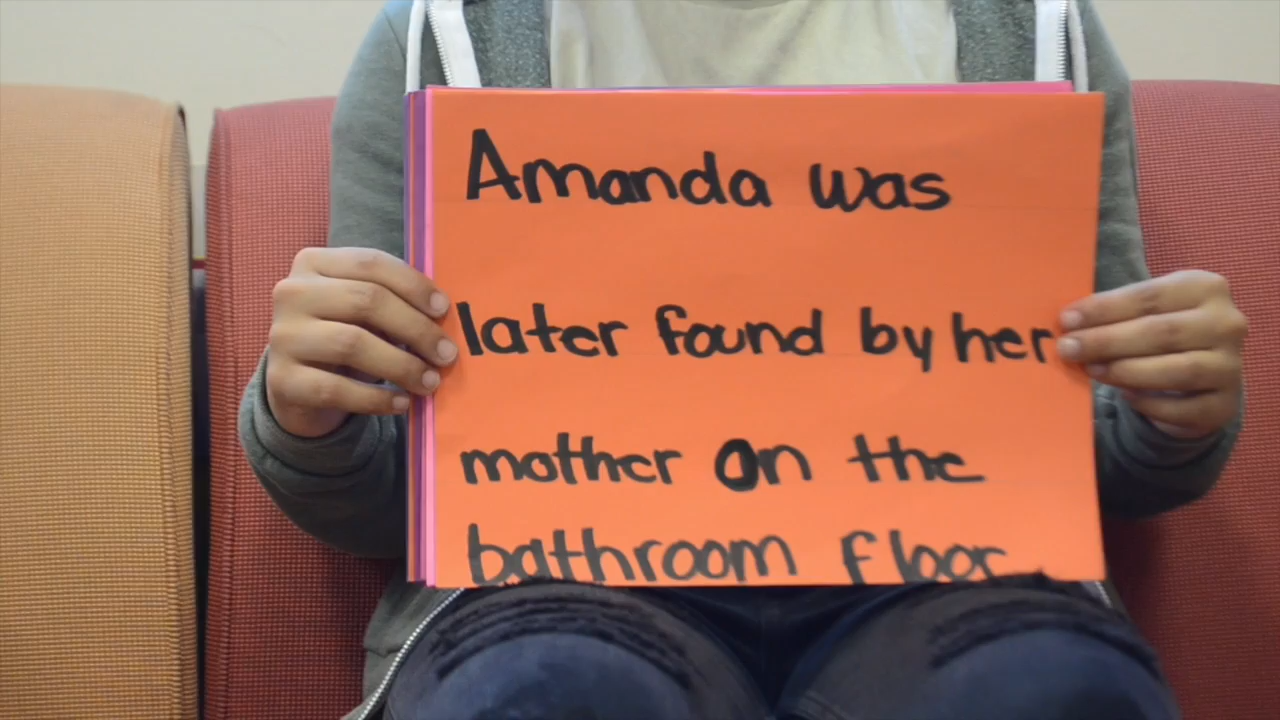 Amanda was
later found by her
mother on the
bathroom floor